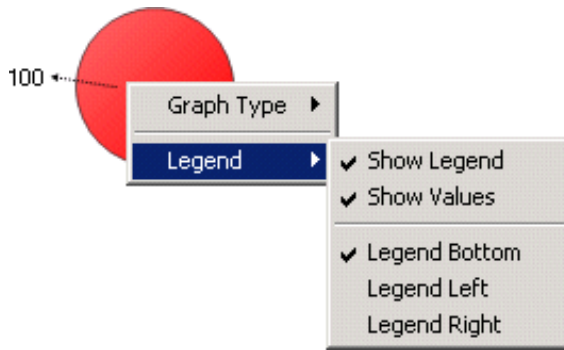 100
Graph Type
Legend
Show Legend
Show Values
Legend Bottom
Legend Left
Legend Right